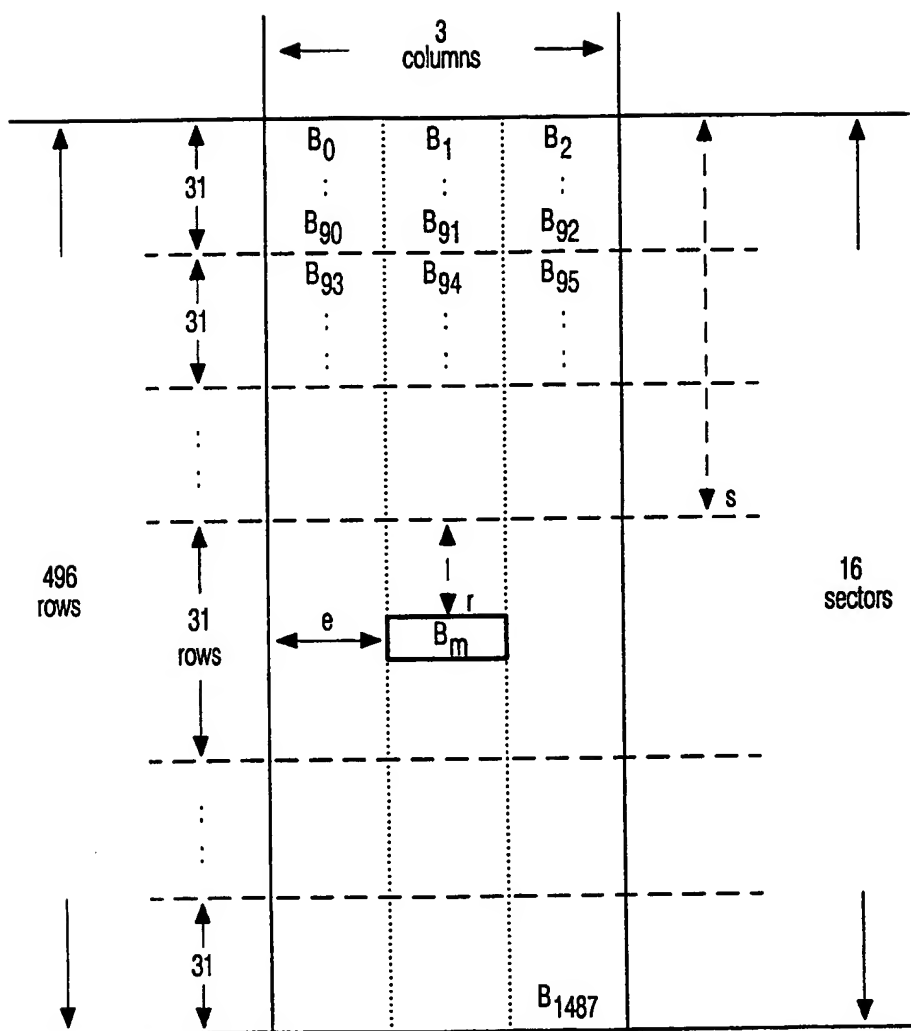 3
columns
B₀ B₁ B₂
31
B₉₀ B₉₁ B₉₂
B₉₃ B₉₄ B₉₅
31
s
496
rows
16
sectors
31
rows
e
r
Bₘ
31
B₁₄₈₇